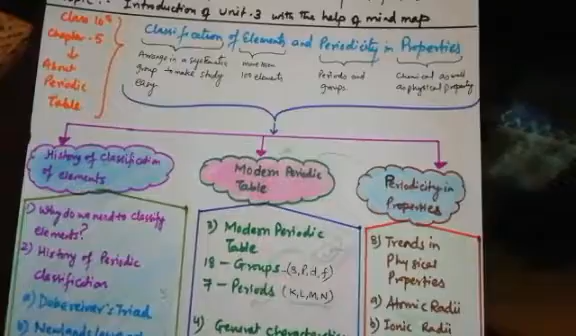 Introduction of Unit-3 with the help of mind map
Class 10th
Chapter-5
About
Periodic
Table
Classification of Elements and Periodicity in Properties
Arrange in a systematic
group to make study
easy
more than
100 elements
Periods and
groups
Chemical as well
as physical property
History of Classification
of elements
Modern Periodic
Table
Periodicity in
Properties
1) Why do we need to classify
elements?
2) History of Periodic
Classification
a) Dobereiner's Triad
b) Newlands law
3) Modern Periodic
Table
18 - Groups - (s, p, d, f)
7 - Periods (K, L, M, N)
4) General
8) Trends in
Physical
Properties
a) Atomic Radii
b) Ionic Radii